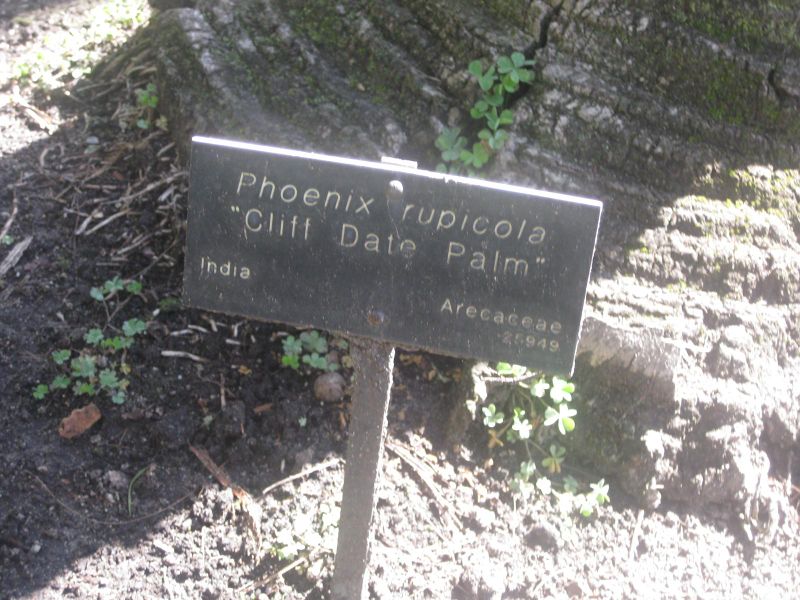 Phoenix rupicola
"Cliff Date Palm"
India
Arecaceae
25949